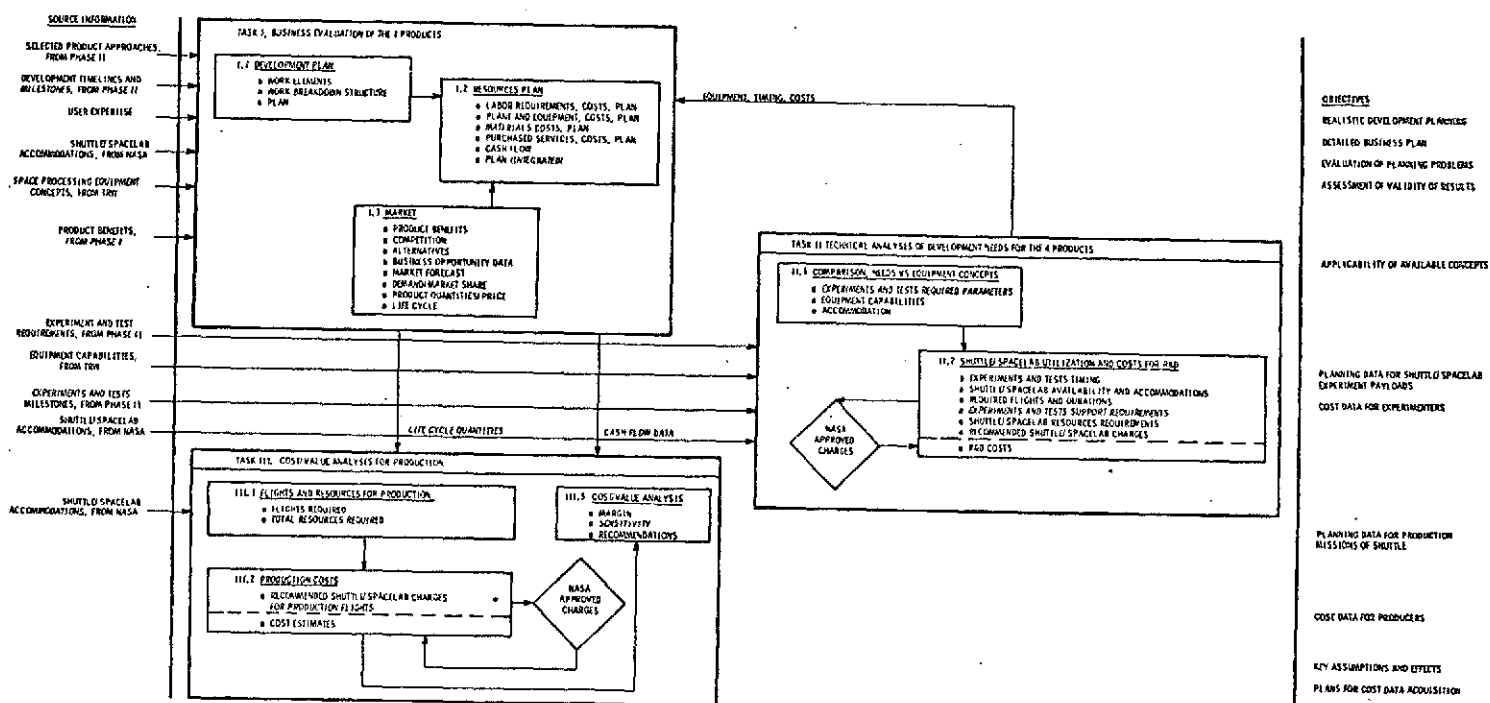 SOURCE INFORMATION
SELECTED PRODUCT APPROACHES,
FROM PHASE II
DEVELOPMENT TIMELINES AND
MILESTONES, FROM PHASE II
USER EXPERTISE
SHUTTLE/SPACELAB
ACCOMMODATIONS, FROM NASA
SPACE PROCESSING EQUIPMENT
CONCEPTS, FROM TRW
PRODUCT BENEFITS,
FROM PHASE I
EXPERIMENT AND TEST
REQUIREMENTS, FROM PHASE II
EQUIPMENT CAPABILITIES,
FROM TRW
EXPERIMENTS AND TESTS
MILESTONES, FROM PHASE II
SHUTTLE/SPACELAB
ACCOMMODATIONS, FROM NASA
SHUTTLE/SPACELAB
ACCOMMODATIONS, FROM NASA
TASK I, BUSINESS EVALUATION OF THE 4 PRODUCTS
I.1 DEVELOPMENT PLAN
• WORK ELEMENTS
• WORK BREAKDOWN STRUCTURE
• PLAN
I.2 RESOURCES PLAN
• LABOR REQUIREMENTS, COSTS, PLAN
• PLANT AND EQUIPMENT, COSTS, PLAN
• MATERIALS COSTS, PLAN
• PURCHASED SERVICES, COSTS, PLAN
• CASH FLOW
• PLAN INTEGRATION
I.3 MARKET
• PRODUCT BENEFITS
• COMPETITION
• ALTERNATIVES
• BUSINESS OPPORTUNITY DATA
• MARKET FORECAST
• DEMAND/MARKET SHARE
• PRODUCT QUANTITIES/PRICE
• LIFE CYCLE
EQUIPMENT, TIMING, COSTS
LIFE CYCLE QUANTITIES
CASH FLOW DATA
TASK II TECHNICAL ANALYSES OF DEVELOPMENT NEEDS FOR THE 4 PRODUCTS
II.1 COMPARISON, NEEDS VS EQUIPMENT CONCEPTS
• EXPERIMENTS AND TESTS REQUIRED PARAMETERS
• EQUIPMENT CAPABILITIES
• ACCOMMODATION
II.2 SHUTTLE/SPACELAB UTILIZATION AND COSTS FOR R&D
• EXPERIMENTS AND TESTS TIMING
• SHUTTLE/SPACELAB AVAILABILITY AND ACCOMMODATIONS
• REQUIRED FLIGHTS AND DURATIONS
• EXPERIMENTS AND TESTS SUPPORT REQUIREMENTS
• SHUTTLE/SPACELAB RESOURCES REQUIREMENTS
• RECOMMENDED SHUTTLE/SPACELAB CHARGES
• R&D COSTS
NASA
APPROVED
CHARGES
TASK III. COST/VALUE ANALYSES FOR PRODUCTION
III.1 FLIGHTS AND RESOURCES FOR PRODUCTION
• FLIGHTS REQUIRED
• TOTAL RESOURCES REQUIRED
III.2 PRODUCTION COSTS
• RECOMMENDED SHUTTLE/SPACELAB CHARGES
FOR PRODUCTION FLIGHTS
• COST ESTIMATES
NASA
APPROVED
CHARGES
III.3 COST/VALUE ANALYSIS
• MARGIN
• SENSITIVITY
• RECOMMENDATIONS
OBJECTIVES
REALISTIC DEVELOPMENT PLANNING
DETAILED BUSINESS PLAN
EVALUATION OF PLANNING PROBLEMS
ASSESSMENT OF VALIDITY OF RESULTS
APPLICABILITY OF AVAILABLE CONCEPTS
PLANNING DATA FOR SHUTTLE/SPACELAB
EXPERIMENT PAYLOADS
COST DATA FOR EXPERIMENTERS
PLANNING DATA FOR PRODUCTION
MISSIONS OF SHUTTLE
COST DATA FOR PRODUCERS
KEY ASSUMPTIONS AND EFFECTS
PLANS FOR COST DATA ACQUISITION